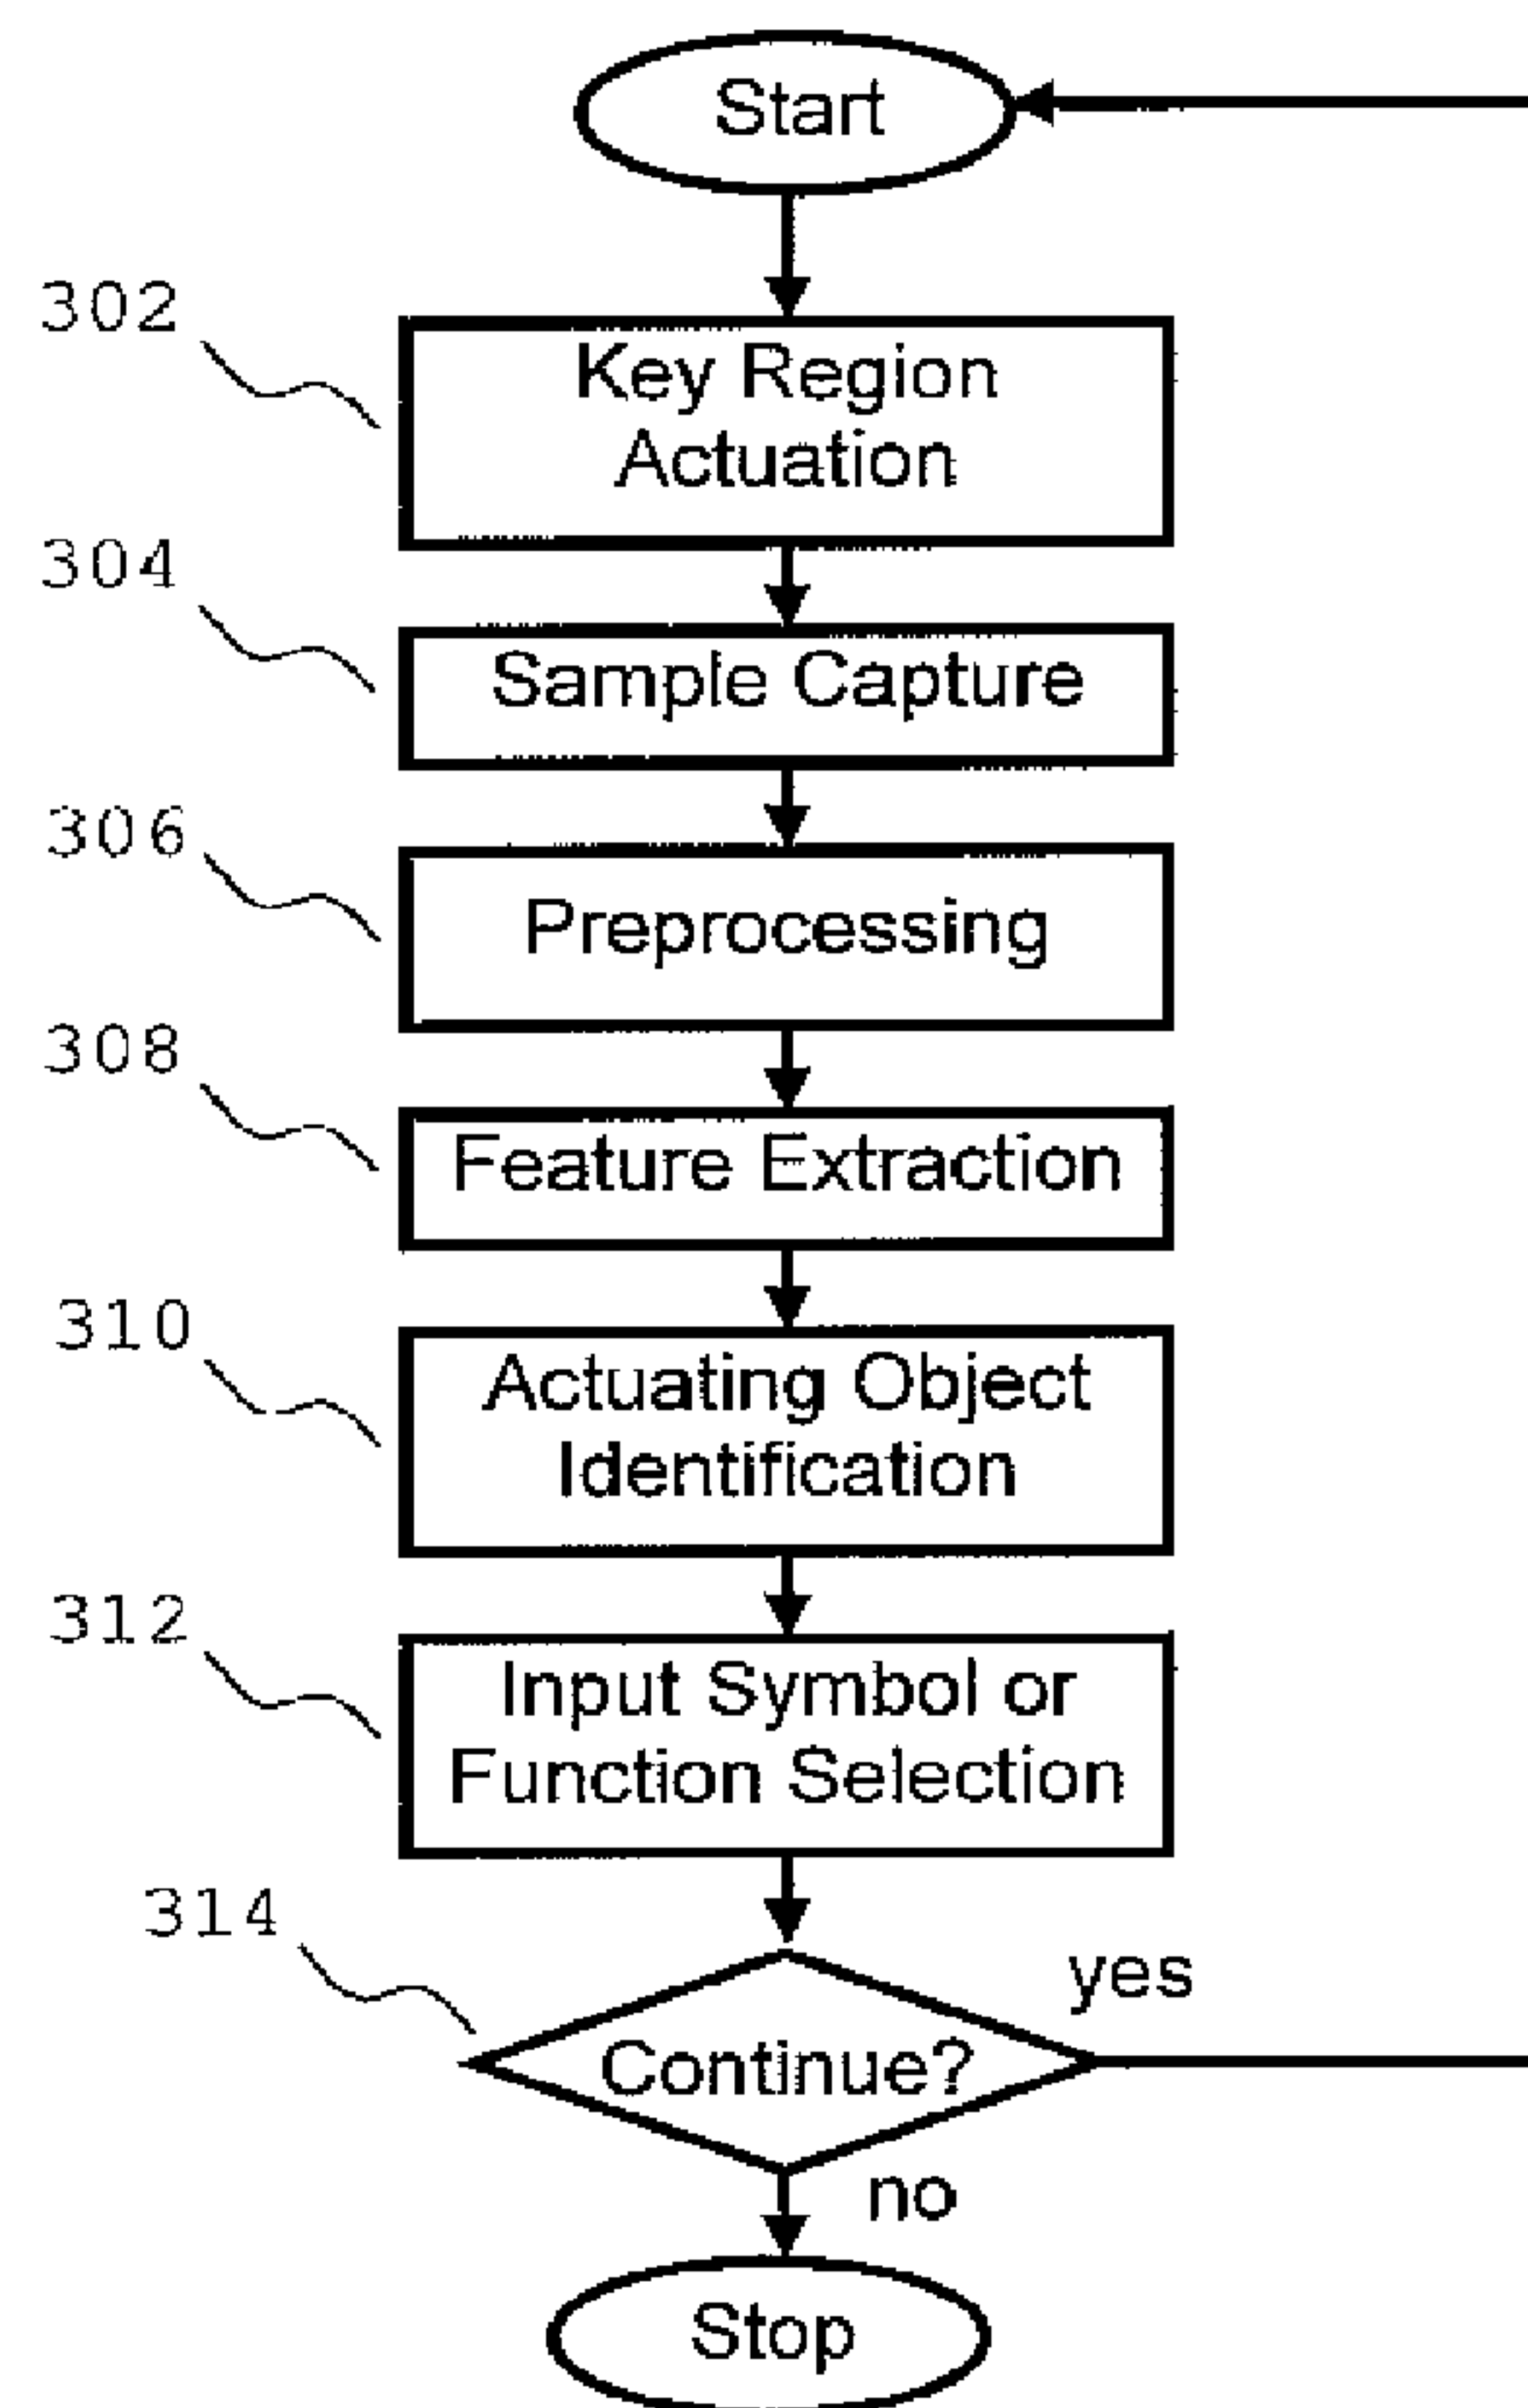 Start
302
Key Region
Actuation
304
Sample Capture
306
Preprocessing
308
Feature Extraction
310
Actuating Object
Identification
312
Input Symbol or
Function Selection
314
yes
Continue?
no
Stop